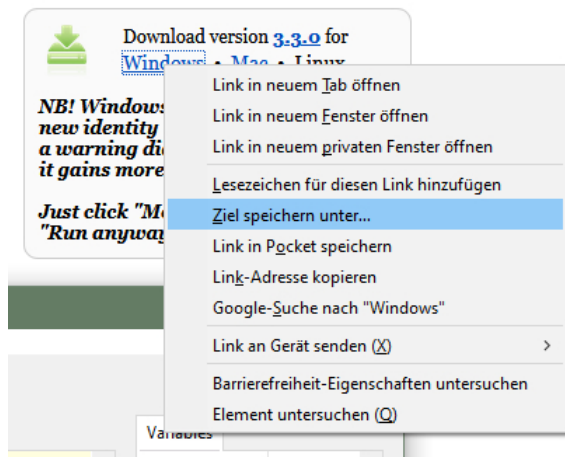 Download version 3.3.0 for
Windows • Mac • Linux
NB! Windows
new identity
a warning di
it gains more
Just click "Mo
"Run anyway
Link in neuem Tab öffnen
Link in neuem Fenster öffnen
Link in neuem privaten Fenster öffnen
Lesezeichen für diesen Link hinzufügen
Ziel speichern unter...
Link in Pocket speichern
Link-Adresse kopieren
Google-Suche nach "Windows"
Link an Gerät senden (X)
Barrierefreiheit-Eigenschaften untersuchen
Element untersuchen (Q)
Variables